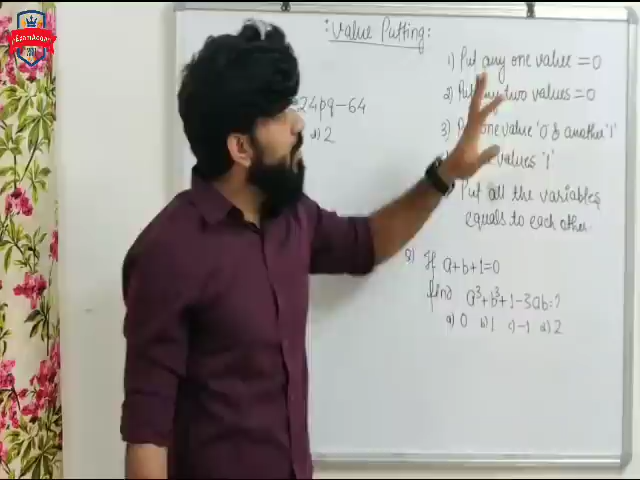 ExamAchar
:Value Putting:
1) Put any one value = 0
24pq-64
2) Put any two values = 0
d) 2
3) one value '0' & another '1'
values '1'
Put all the variables
equals to each other
Q) If a+b+1=0
find a³+b³+1-3ab=?
a) 0 b) 1 c) -1 d) 2